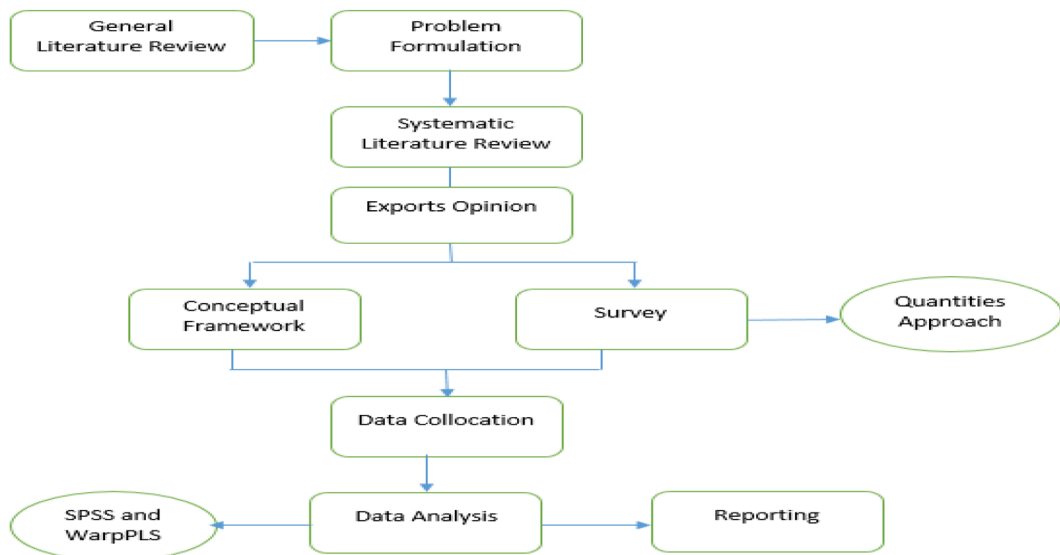 General
Literature Review
Problem
Formulation
Systematic
Literature Review
Exports Opinion
Conceptual
Framework
Survey
Quantities
Approach
Data Collocation
SPSS and
WarpPLS
Data Analysis
Reporting